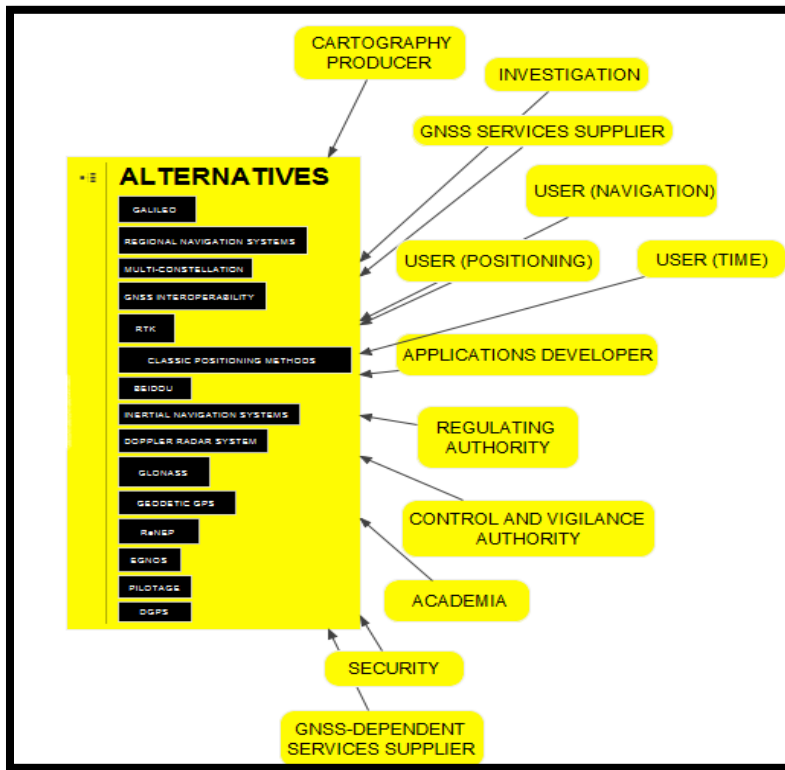 CARTOGRAPHY
PRODUCER
INVESTIGATION
GNSS SERVICES SUPPLIER
USER (NAVIGATION)
USER (POSITIONING)
USER (TIME)
APPLICATIONS DEVELOPER
REGULATING
AUTHORITY
CONTROL AND VIGILANCE
AUTHORITY
ACADEMIA
SECURITY
GNSS-DEPENDENT
SERVICES SUPPLIER
ALTERNATIVES
GALILEO
REGIONAL NAVIGATION SYSTEMS
MULTI-CONSTELLATION
GNSS INTEROPERABILITY
RTK
CLASSIC POSITIONING METHODS
BEIDOU
INERTIAL NAVIGATION SYSTEMS
DOPPLER RADAR SYSTEM
GLONASS
GEODETIC GPS
ReNEP
EGNOS
PILOTAGE
DGPS